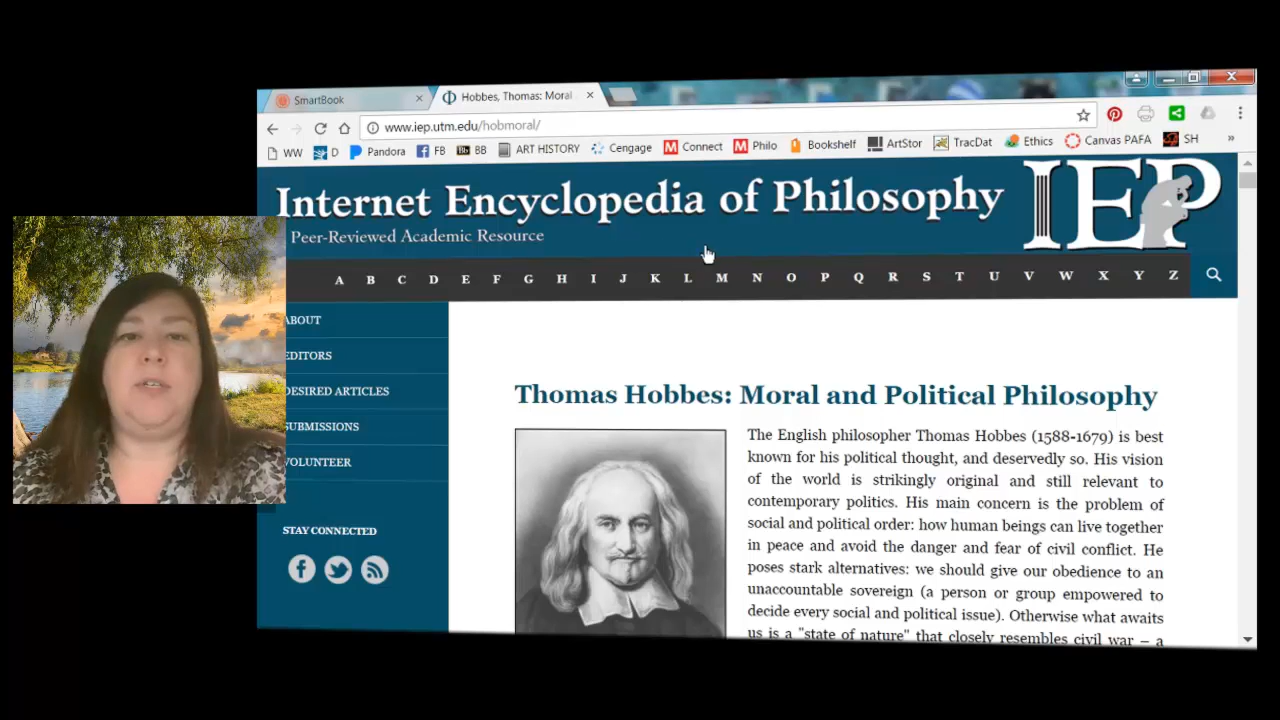 SmartBook
Hobbes, Thomas: Moral
www.iep.utm.edu/hobmoral/
WW D Pandora FB BB ART HISTORY Cengage Connect Philo Bookshelf ArtStor TracDat Ethics Canvas PAFA SH »
Internet Encyclopedia of Philosophy
IEP
Peer-Reviewed Academic Resource
A B C D E F G H I J K L M N O P Q R S T U V W X Y Z
ABOUT
EDITORS
DESIRED ARTICLES
SUBMISSIONS
VOLUNTEER
STAY CONNECTED
Thomas Hobbes: Moral and Political Philosophy
The English philosopher Thomas Hobbes (1588-1679) is best
known for his political thought, and deservedly so. His vision
of the world is strikingly original and still relevant to
contemporary politics. His main concern is the problem of
social and political order: how human beings can live together
in peace and avoid the danger and fear of civil conflict. He
poses stark alternatives: we should give our obedience to an
unaccountable sovereign (a person or group empowered to
decide every social and political issue). Otherwise what awaits
us is a "state of nature" that closely resembles civil war – a